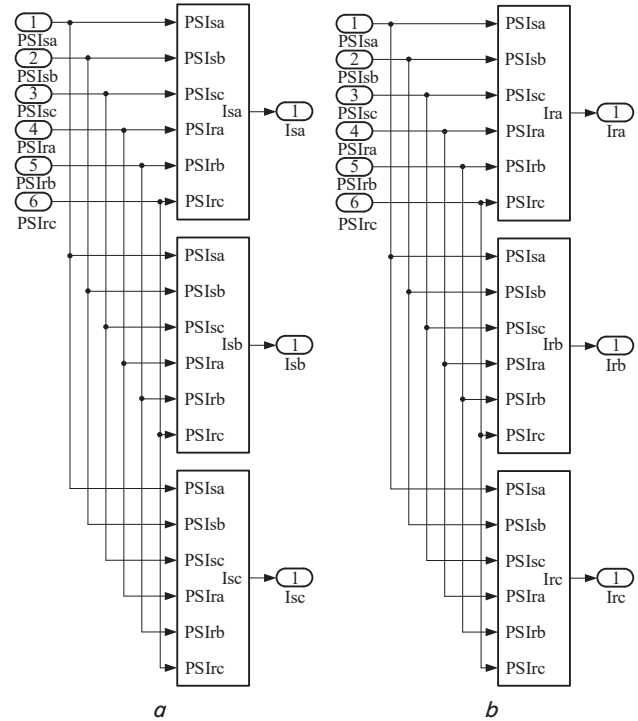 1 PSIsa
PSIsa
2 PSIsb
PSIsb
3 PSIsc
PSIsc Isa 1
4 PSIra Isa
PSIra
5 PSIrb
PSIrb
6 PSIrc
PSIrc
PSIsa
PSIsb
PSIsc
Isb 1
PSIra Isb
PSIrb
PSIrc
PSIsa
PSIsb
PSIsc
Isc 1
PSIra Isc
PSIrb
PSIrc
a
1 PSIsa
PSIsa
2 PSIsb
PSIsb
3 PSIsc
PSIsc Ira 1
4 PSIra Ira
PSIra
5 PSIrb
PSIrb
6 PSIrc
PSIrc
PSIsa
PSIsb
PSIsc
Irb 1
PSIra Irb
PSIrb
PSIrc
PSIsa
PSIsb
PSIsc
Irc 1
PSIra Irc
PSIrb
PSIrc
b